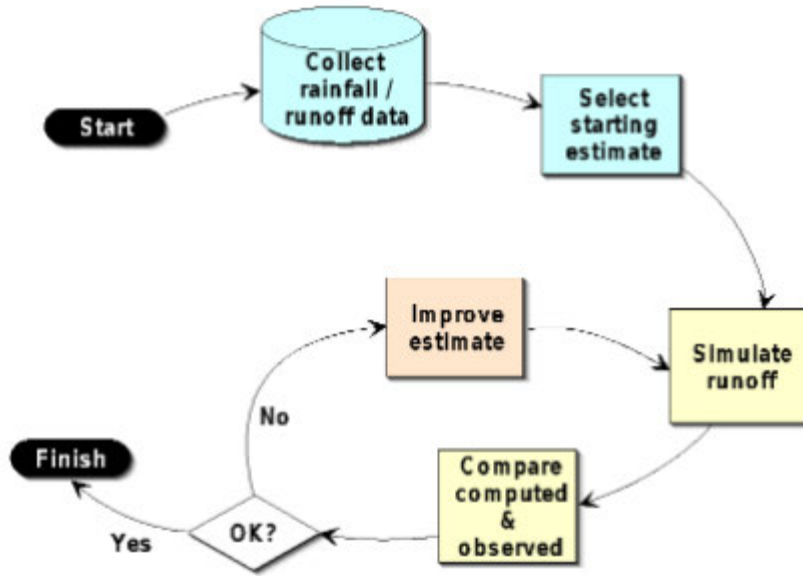 Start
Collect
rainfall /
runoff data
Select
starting
estimate
Simulate
runoff
Compare
computed
&
observed
OK?
No
Improve
estimate
Yes
Finish